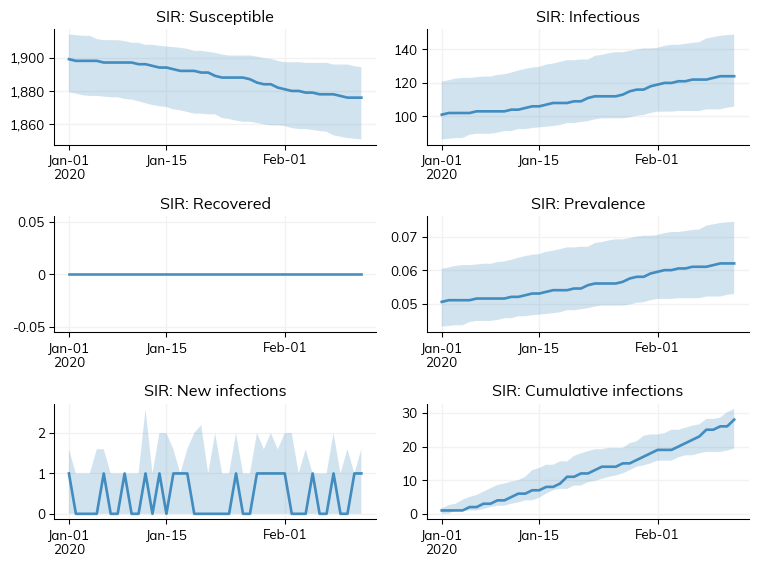 SIR: Susceptible
1,900
1,880
1,860
Jan-01 Jan-15 Feb-01
2020
SIR: Infectious
140
120
100
Jan-01 Jan-15 Feb-01
2020
SIR: Recovered
0.05
0
-0.05
Jan-01 Jan-15 Feb-01
2020
SIR: Prevalence
0.07
0.06
0.05
Jan-01 Jan-15 Feb-01
2020
SIR: New infections
2
1
0
Jan-01 Jan-15 Feb-01
2020
SIR: Cumulative infections
30
20
10
0
Jan-01 Jan-15 Feb-01
2020